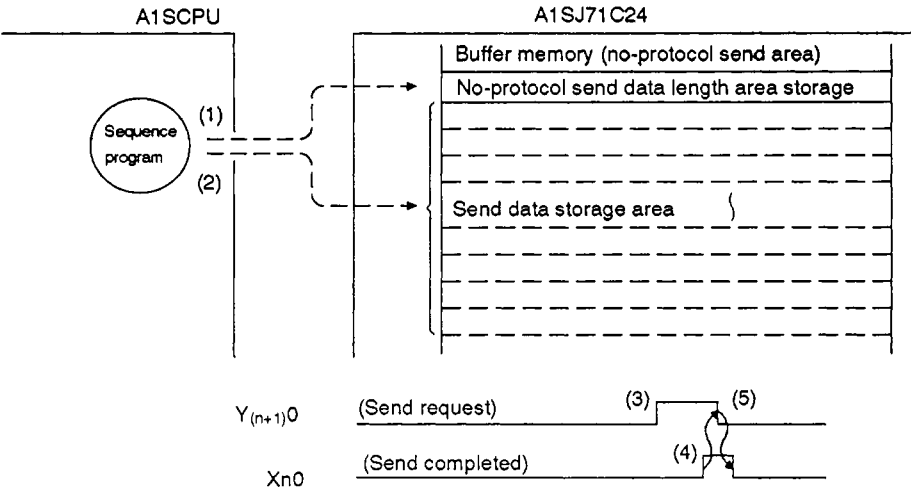 A1SCPU
A1SJ71C24
Buffer memory (no-protocol send area)
No-protocol send data length area storage
(1)
Sequence
program
(2)
Send data storage area
Y(n+1)0
(Send request)
(3)
(5)
Xn0
(Send completed)
(4)